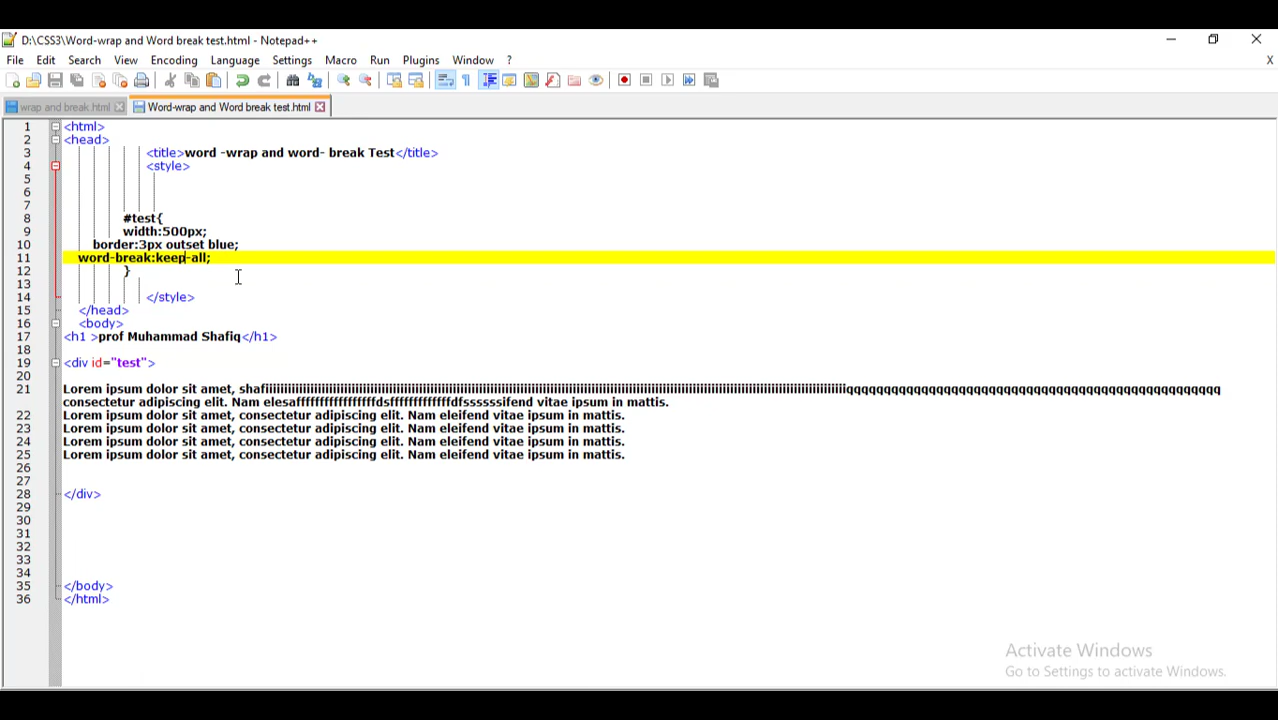 D:\CSS3\Word-wrap and Word break test.html - Notepad++
File Edit Search View Encoding Language Settings Macro Run Plugins Window ? X
wrap and break.html Word-wrap and Word break test.html
1 <html>
2 <head>
3 <title>word -wrap and word- break Test</title>
4 <style>
5
6
7
8 #test{
9 width:500px;
10 border:3px outset blue;
11 word-break:keep-all;
12 }
13
14 </style>
15 </head>
16 <body>
17 <h1 >prof Muhammad Shafiq</h1>
18
19 <div id="test">
20
21 Lorem ipsum dolor sit amet,
consectetur adipiscing elit. Nam vitae ipsum in mattis.
22 Lorem ipsum dolor sit amet, consectetur adipiscing elit. Nam eleifend vitae ipsum in mattis.
23 Lorem ipsum dolor sit amet, consectetur adipiscing elit. Nam eleifend vitae ipsum in mattis.
24 Lorem ipsum dolor sit amet, consectetur adipiscing elit. Nam eleifend vitae ipsum in mattis.
25 Lorem ipsum dolor sit amet, consectetur adipiscing elit. Nam eleifend vitae ipsum in mattis.
26
27
28 </div>
29
30
31
32
33
34
35 </body>
36 </html>
Activate Windows
Go to Settings to activate Windows.